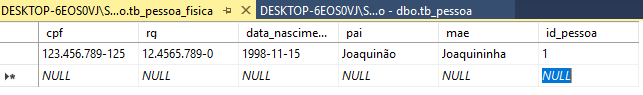 DESKTOP-6EOS0VJ\S...o.tb_pessoa_fisica DESKTOP-6EOS0VJ\S...o - dbo.tb_pessoa
cpf rg data_nascime... pai mae id_pessoa
123.456.789-125 12.4565.789-0 1998-11-15 Joaquinão Joaquininha 1
NULL NULL NULL NULL NULL NULL